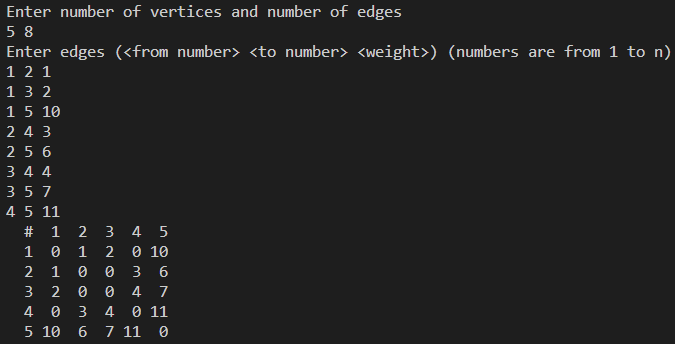 Enter number of vertices and number of edges
5 8
Enter edges (<from number> <to number> <weight>) (numbers are from 1 to n)
1 2 1
1 3 2
1 5 10
2 4 3
2 5 6
3 4 4
3 5 7
4 5 11
  #  1  2  3  4  5
  1  0  1  2  0 10
  2  1  0  0  3  6
  3  2  0  0  4  7
  4  0  3  4  0 11
  5 10  6  7 11  0